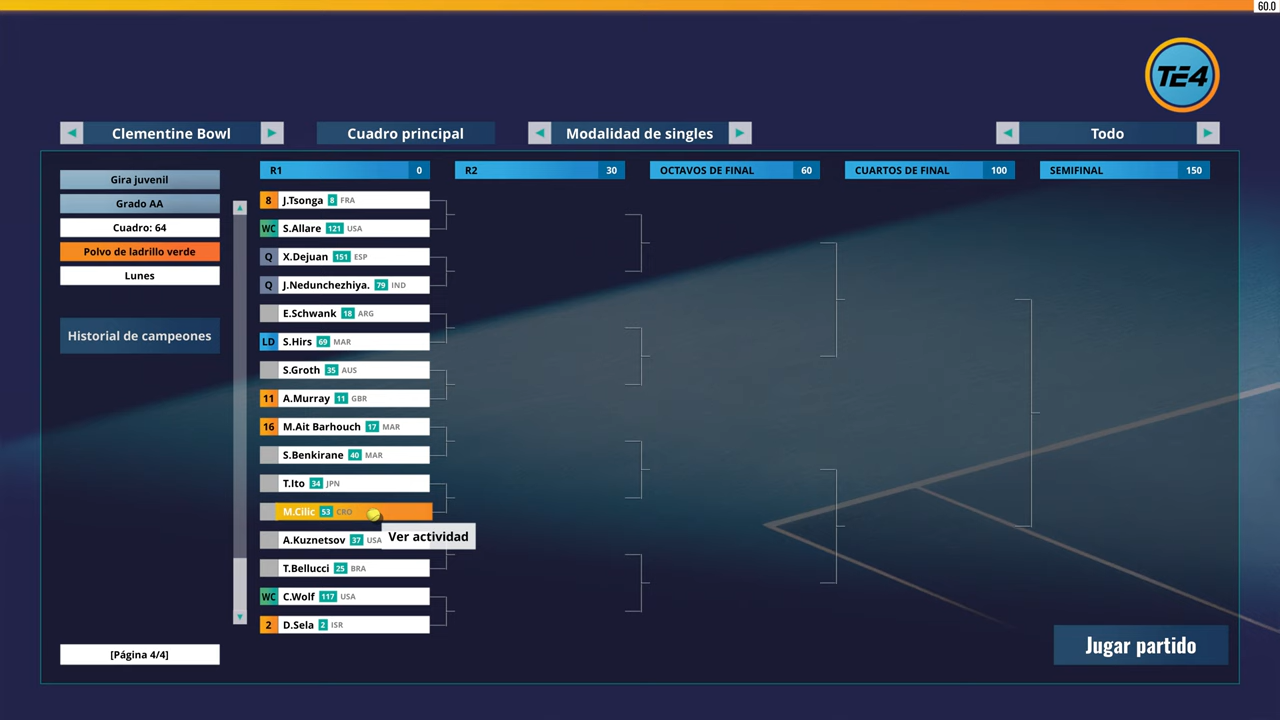 60.0
TE4
Clementine Bowl
Cuadro principal
Modalidad de singles
Todo
Gira juvenil
Grado AA
Cuadro: 64
Polvo de ladrillo verde
Lunes
Historial de campeones
[Página 4/4]
R1 0
R2 30
OCTAVOS DE FINAL 60
CUARTOS DE FINAL 100
SEMIFINAL 150
8 J.Tsonga 8 FRA
WC S.Allare 121 USA
Q X.Dejuan 151 ESP
Q J.Nedunchezhiya. 79 IND
E.Schwank 18 ARG
LD S.Hirs 69 MAR
S.Groth 35 AUS
11 A.Murray 11 GBR
16 M.Ait Barhouch 17 MAR
S.Benkirane 40 MAR
T.Ito 34 JPN
M.Cilic 53 CRO
Ver actividad
A.Kuznetsov 37 USA
T.Bellucci 25 BRA
WC C.Wolf 117 USA
2 D.Sela 2 ISR
Jugar partido